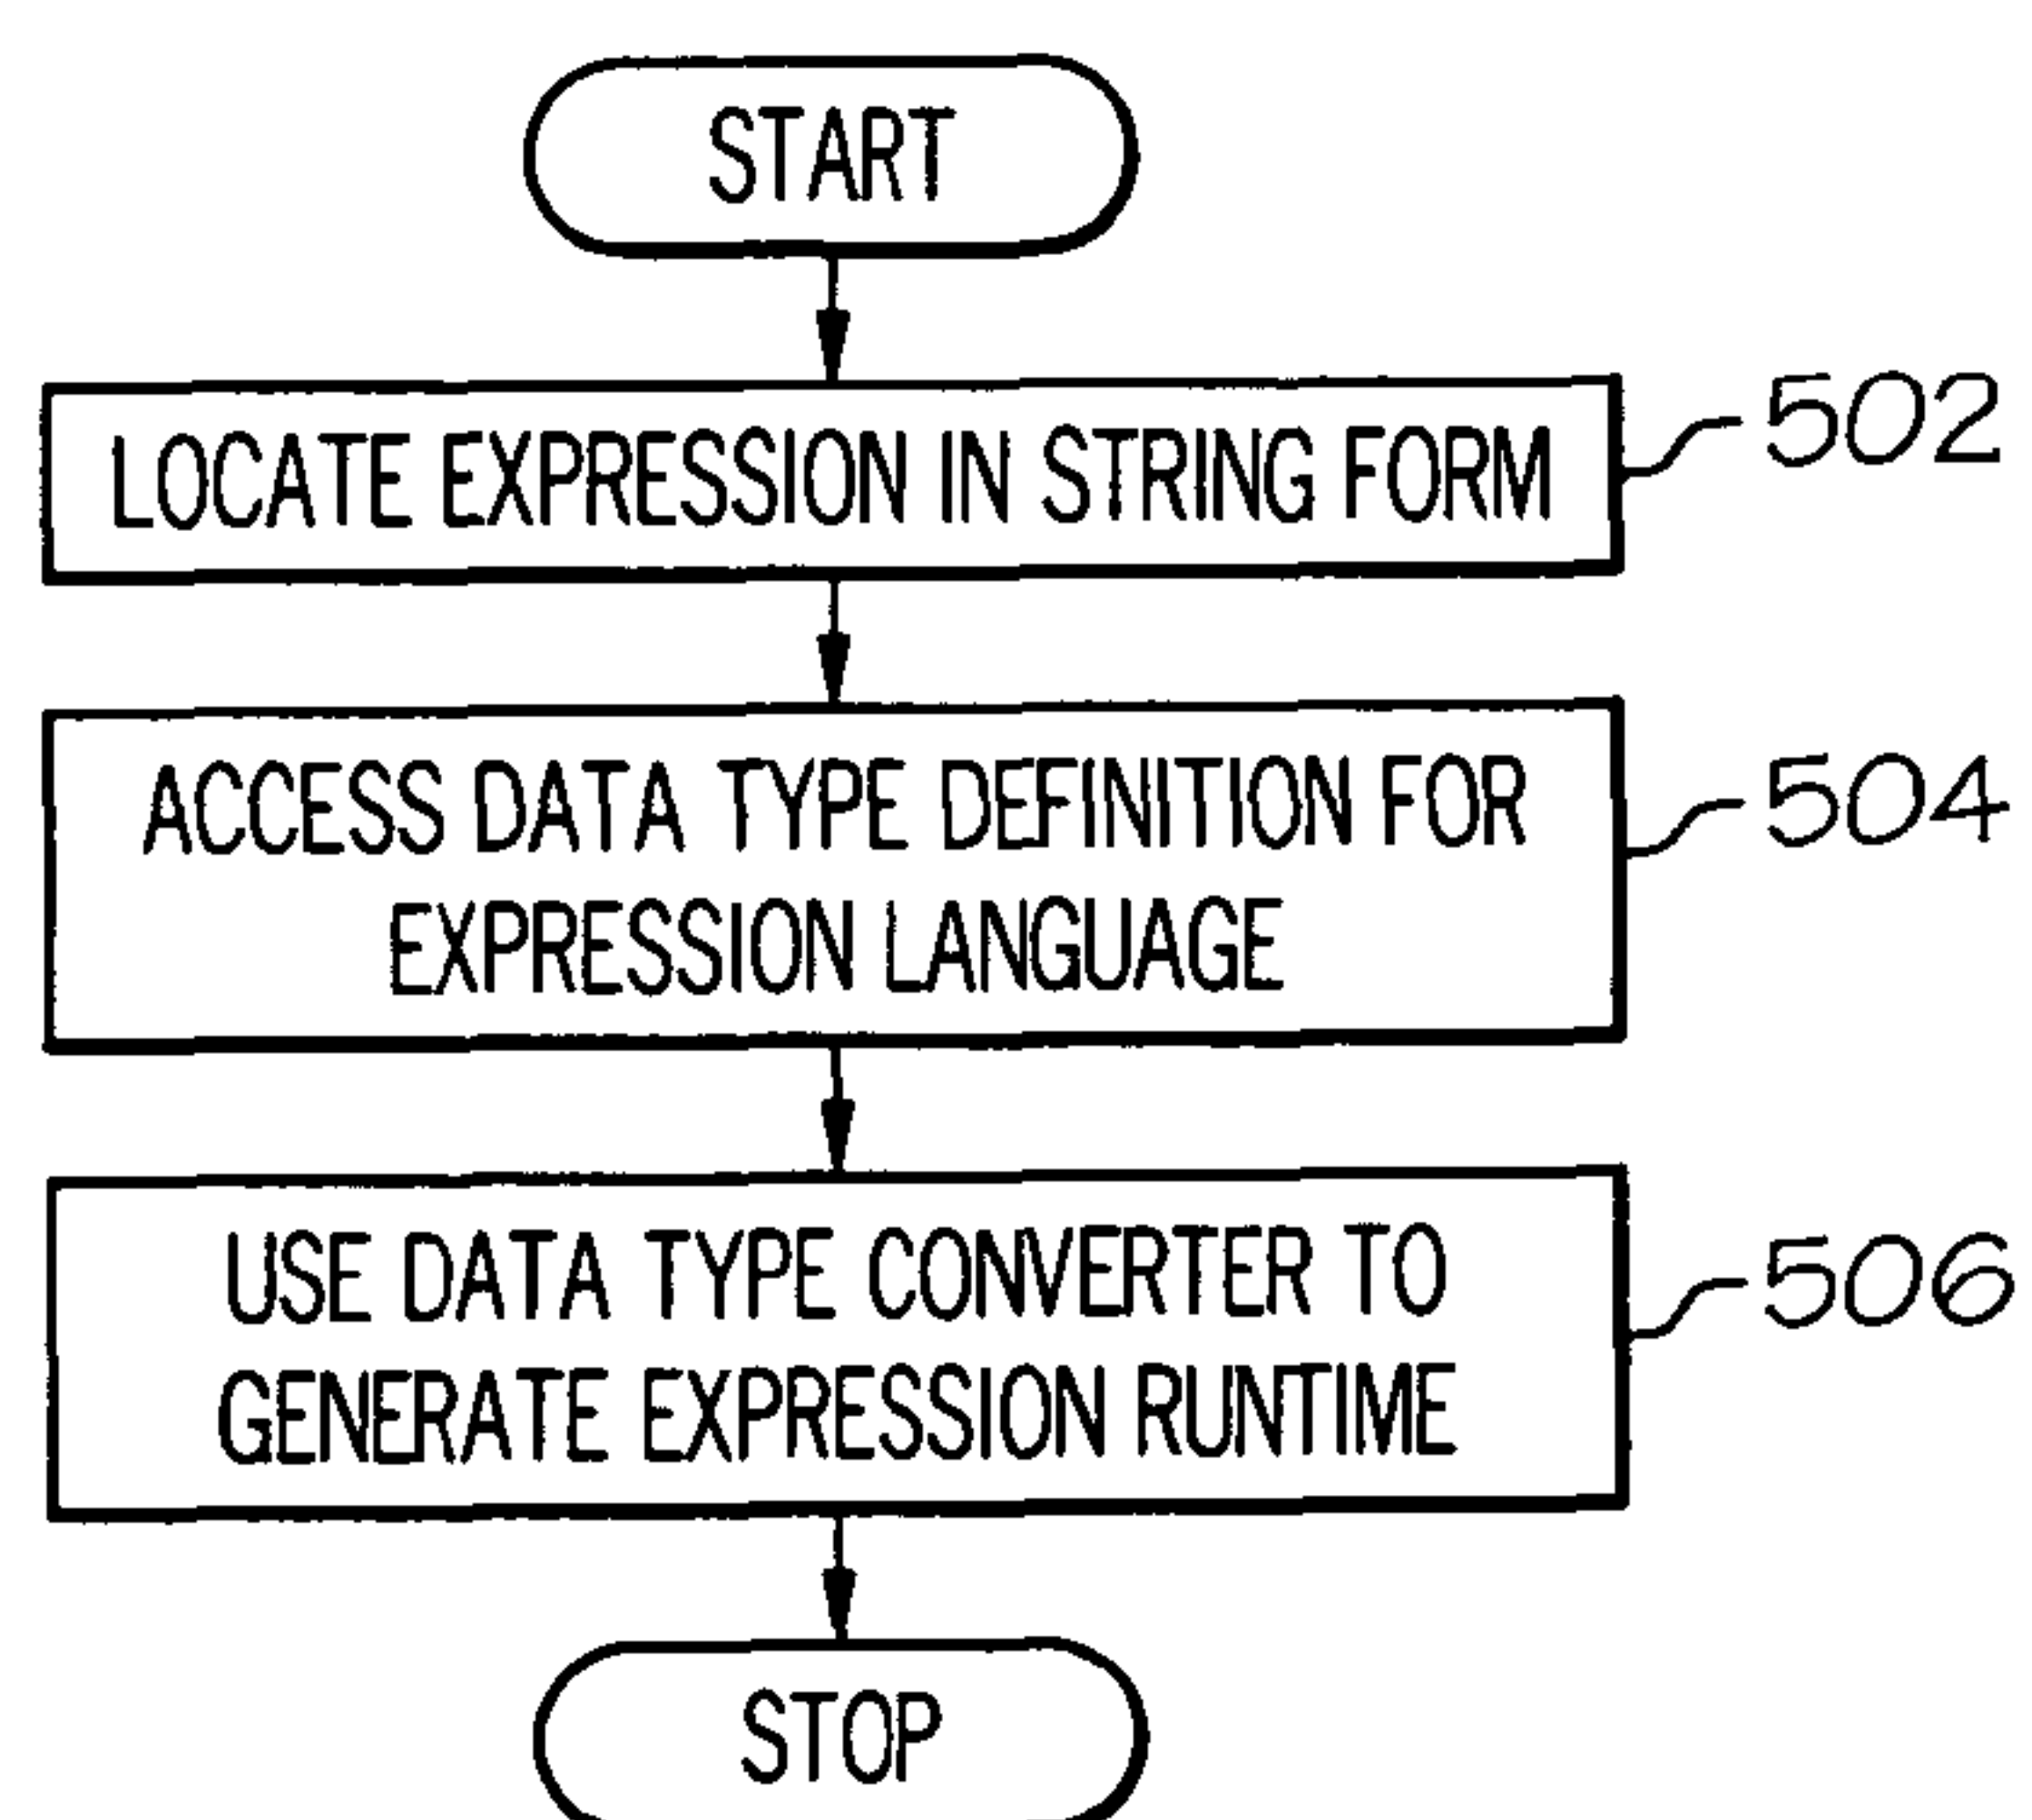 START
LOCATE EXPRESSION IN STRING FORM
502
ACCESS DATA TYPE DEFINITION FOR
EXPRESSION LANGUAGE
504
USE DATA TYPE CONVERTER TO
GENERATE EXPRESSION RUNTIME
506
STOP